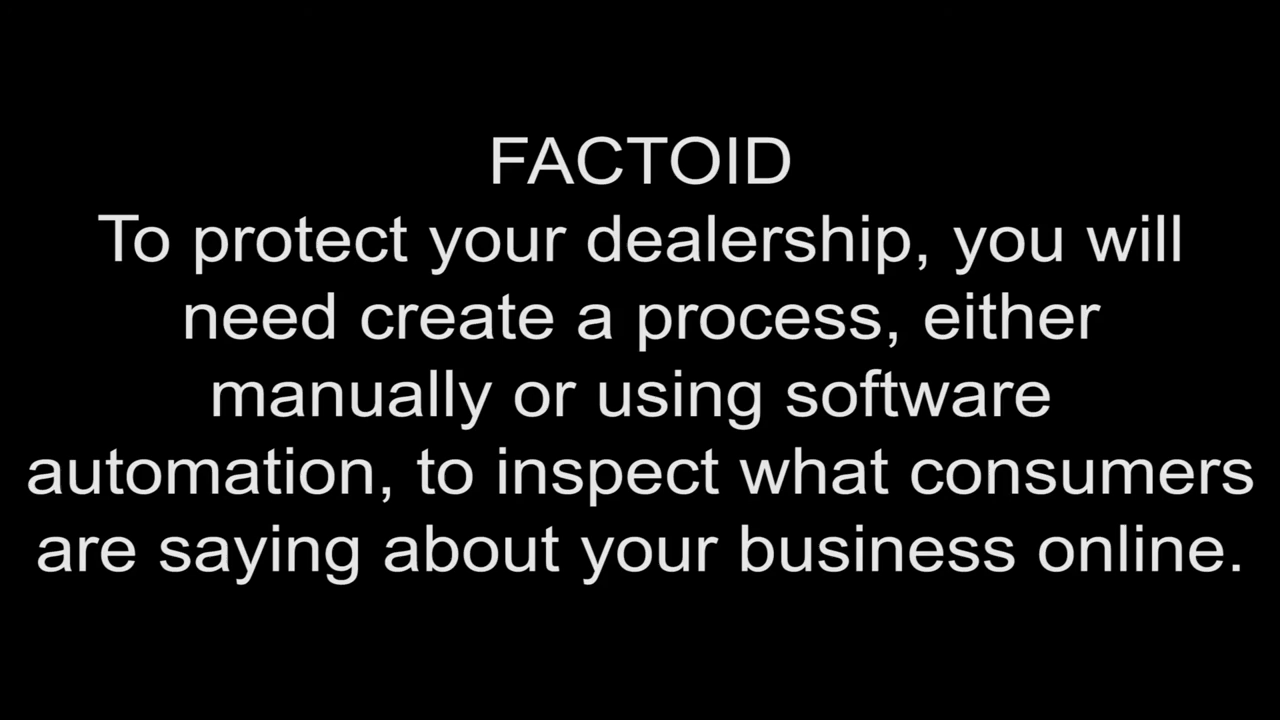 FACTOID
To protect your dealership, you will
need create a process, either
manually or using software
automation, to inspect what consumers
are saying about your business online.